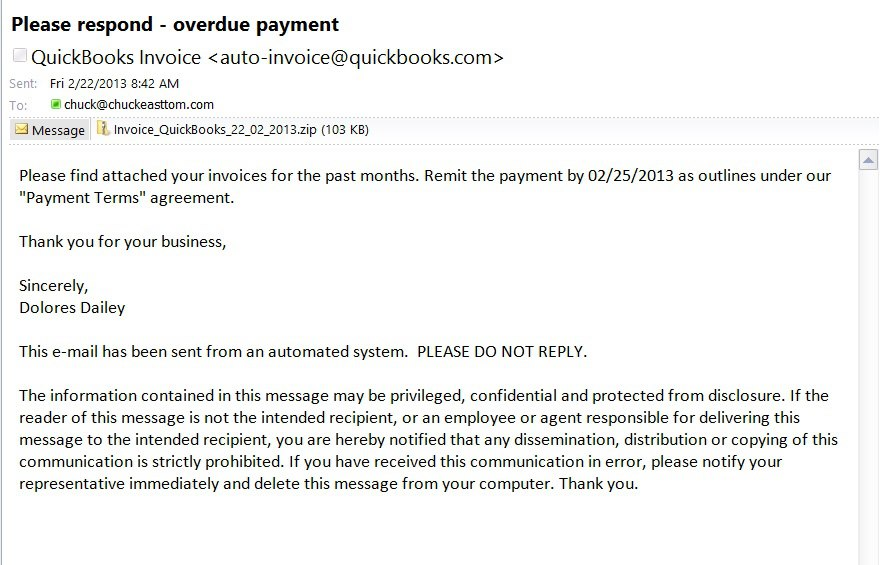 Please respond - overdue payment
QuickBooks Invoice <auto-invoice@quickbooks.com>
Sent: Fri 2/22/2013 8:42 AM
To: chuck@chuckeasttom.com
Message Invoice_QuickBooks_22_02_2013.zip (103 KB)
Please find attached your invoices for the past months. Remit the payment by 02/25/2013 as outlines under our
"Payment Terms" agreement.
Thank you for your business,
Sincerely,
Dolores Dailey
This e-mail has been sent from an automated system.  PLEASE DO NOT REPLY.
The information contained in this message may be privileged, confidential and protected from disclosure. If the
reader of this message is not the intended recipient, or an employee or agent responsible for delivering this
message to the intended recipient, you are hereby notified that any dissemination, distribution or copying of this
communication is strictly prohibited. If you have received this communication in error, please notify your
representative immediately and delete this message from your computer. Thank you.